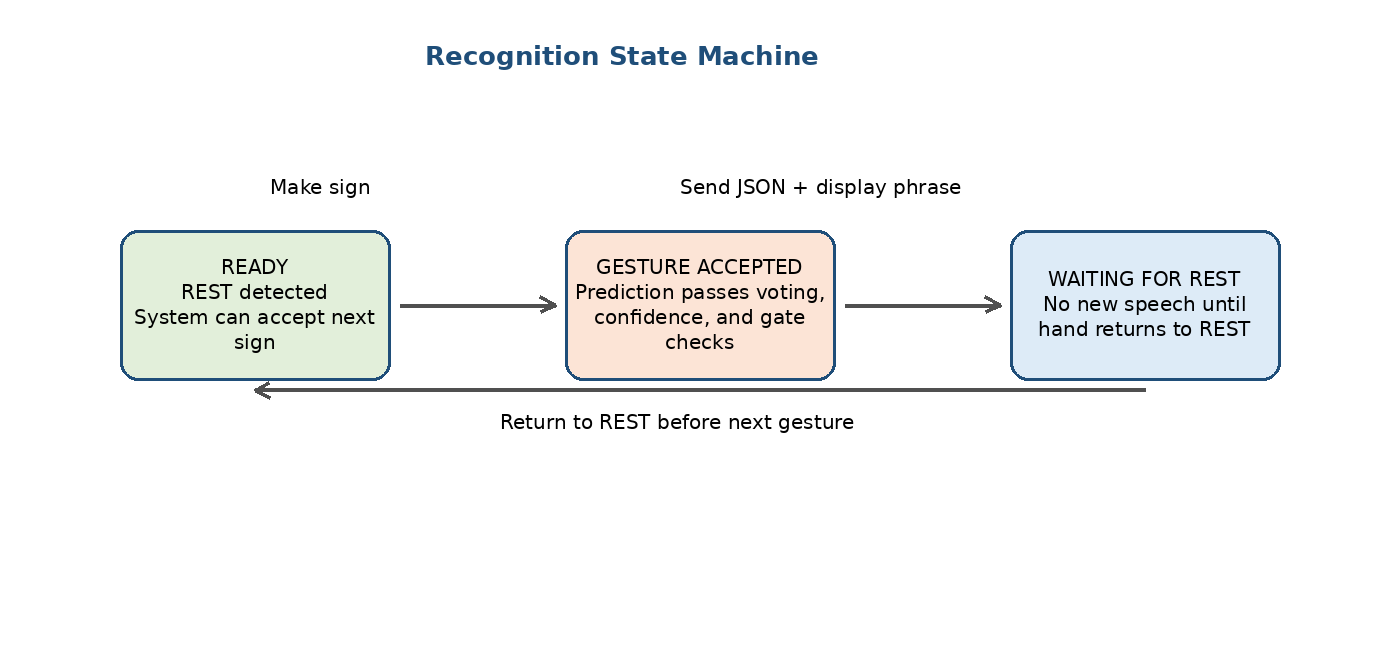 Recognition State Machine
Make sign
Send JSON + display phrase
READY
REST detected
System can accept next
sign
GESTURE ACCEPTED
Prediction passes voting,
confidence, and gate
checks
WAITING FOR REST
No new speech until
hand returns to REST
Return to REST before next gesture